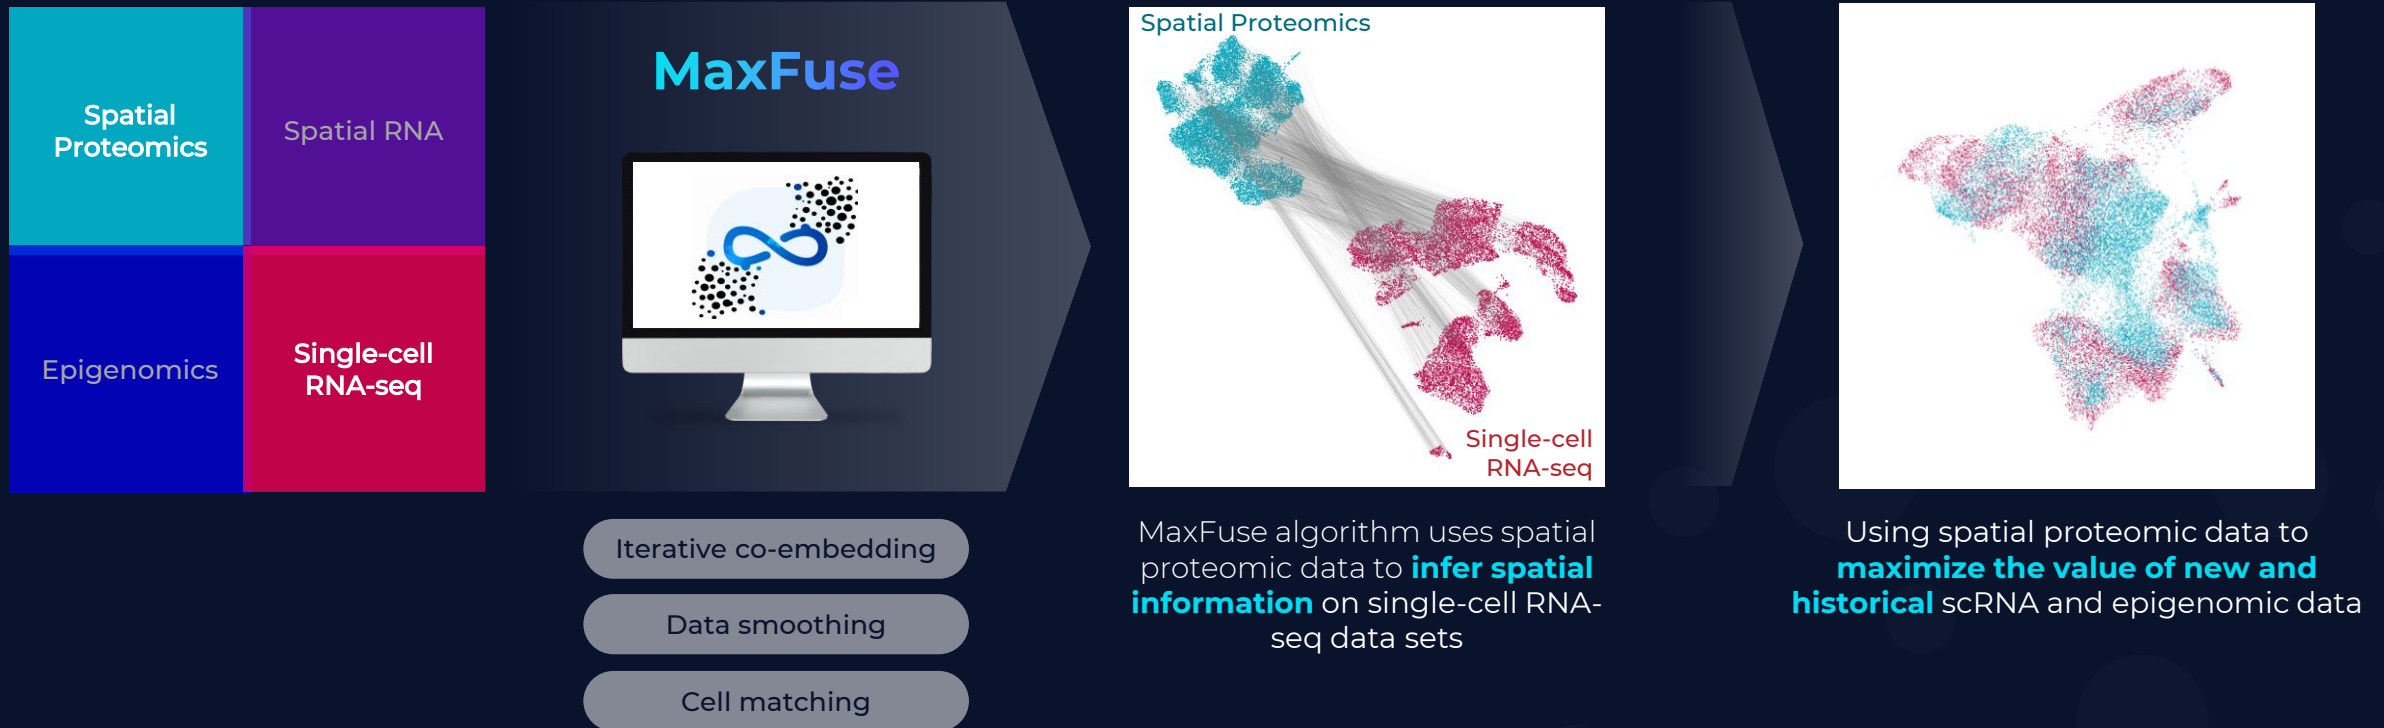 Spatial
Proteomics
Spatial RNA
Epigenomics
Single-cell
RNA-seq
MaxFuse
Iterative co-embedding
Data smoothing
Cell matching
Spatial Proteomics
Single-cell
RNA-seq
MaxFuse algorithm uses spatial
proteomic data to infer spatial
information on single-cell RNA-
seq data sets
Using spatial proteomic data to
maximize the value of new and
historical scRNA and epigenomic data